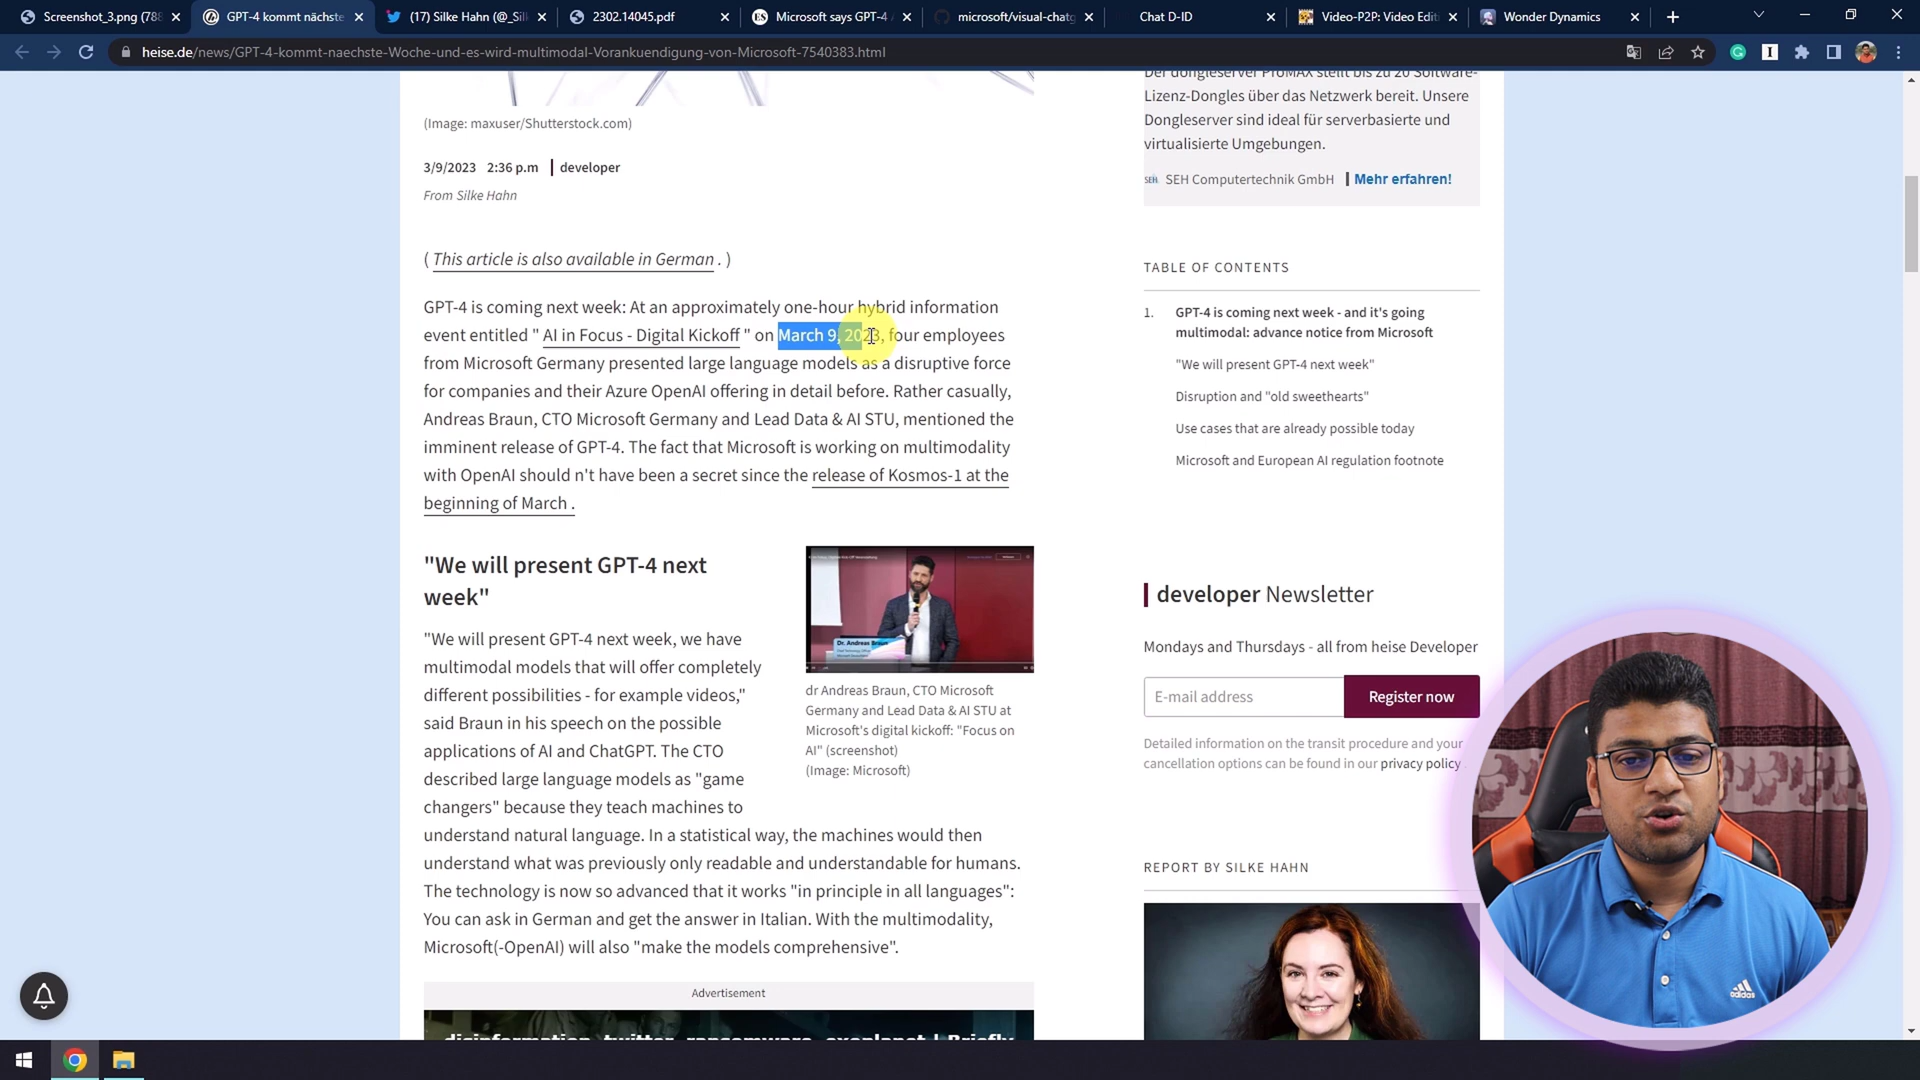 Screenshot_3.png (788
GPT-4 kommt nächste
(17) Silke Hahn (@_Sil
2302.14045.pdf
Microsoft says GPT-4
microsoft/visual-chatg
Chat D-ID
Video-P2P: Video Edit
Wonder Dynamics
heise.de/news/GPT-4-kommt-naechste-Woche-und-es-wird-multimodal-Vorankuendigung-von-Microsoft-7540383.html
(Image: maxuser/Shutterstock.com)
3/9/2023 2:36 p.m developer
From Silke Hahn
( This article is also available in German . )
GPT-4 is coming next week: At an approximately one-hour hybrid information
event entitled " AI in Focus - Digital Kickoff " on March 9, 2023, four employees
from Microsoft Germany presented large language models as a disruptive force
for companies and their Azure OpenAI offering in detail before. Rather casually,
Andreas Braun, CTO Microsoft Germany and Lead Data & AI STU, mentioned the
imminent release of GPT-4. The fact that Microsoft is working on multimodality
with OpenAI should n't have been a secret since the release of Kosmos-1 at the
beginning of March .
"We will present GPT-4 next
week"
"We will present GPT-4 next week, we have
multimodal models that will offer completely
different possibilities - for example videos,"
said Braun in his speech on the possible
applications of AI and ChatGPT. The CTO
described large language models as "game
changers" because they teach machines to
understand natural language. In a statistical way, the machines would then
understand what was previously only readable and understandable for humans.
The technology is now so advanced that it works "in principle in all languages":
You can ask in German and get the answer in Italian. With the multimodality,
Microsoft(-OpenAI) will also "make the models comprehensive".
Dr. Andreas Braun
dr Andreas Braun, CTO Microsoft
Germany and Lead Data & AI STU at
Microsoft's digital kickoff: "Focus on
AI" (screenshot)
(Image: Microsoft)
Advertisement
disinformation, twitter, ransomware, exoplanet | Briefly
Der dongleserver ProMAX stellt bis zu 20 Software-
Lizenz-Dongles über das Netzwerk bereit. Unsere
Dongleserver sind ideal für serverbasierte und
virtualisierte Umgebungen.
SEH SEH Computertechnik GmbH Mehr erfahren!
TABLE OF CONTENTS
1. GPT-4 is coming next week - and it's going
multimodal: advance notice from Microsoft
"We will present GPT-4 next week"
Disruption and "old sweethearts"
Use cases that are already possible today
Microsoft and European AI regulation footnote
developer Newsletter
Mondays and Thursdays - all from heise Developer
E-mail address
Register now
Detailed information on the transit procedure and your
cancellation options can be found in our privacy policy
REPORT BY SILKE HAHN
adidas